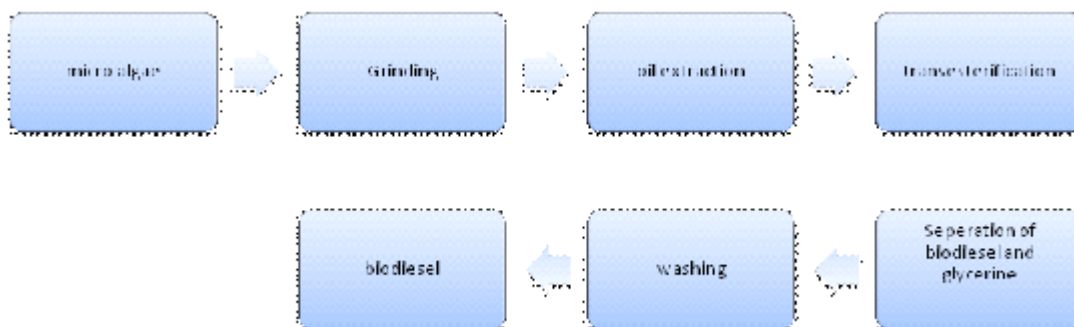 micro algae
Grinding
oil extraction
transesterification
Seperation of
biodiesel and
glycerine
washing
biodiesel